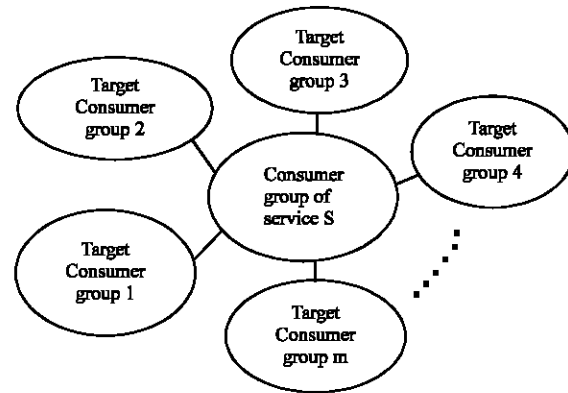 Target
Consumer
group 3
Target
Consumer
group 2
Target
Consumer
group 4
Consumer
group of
service S
Target
Consumer
group 1
Target
Consumer
group m